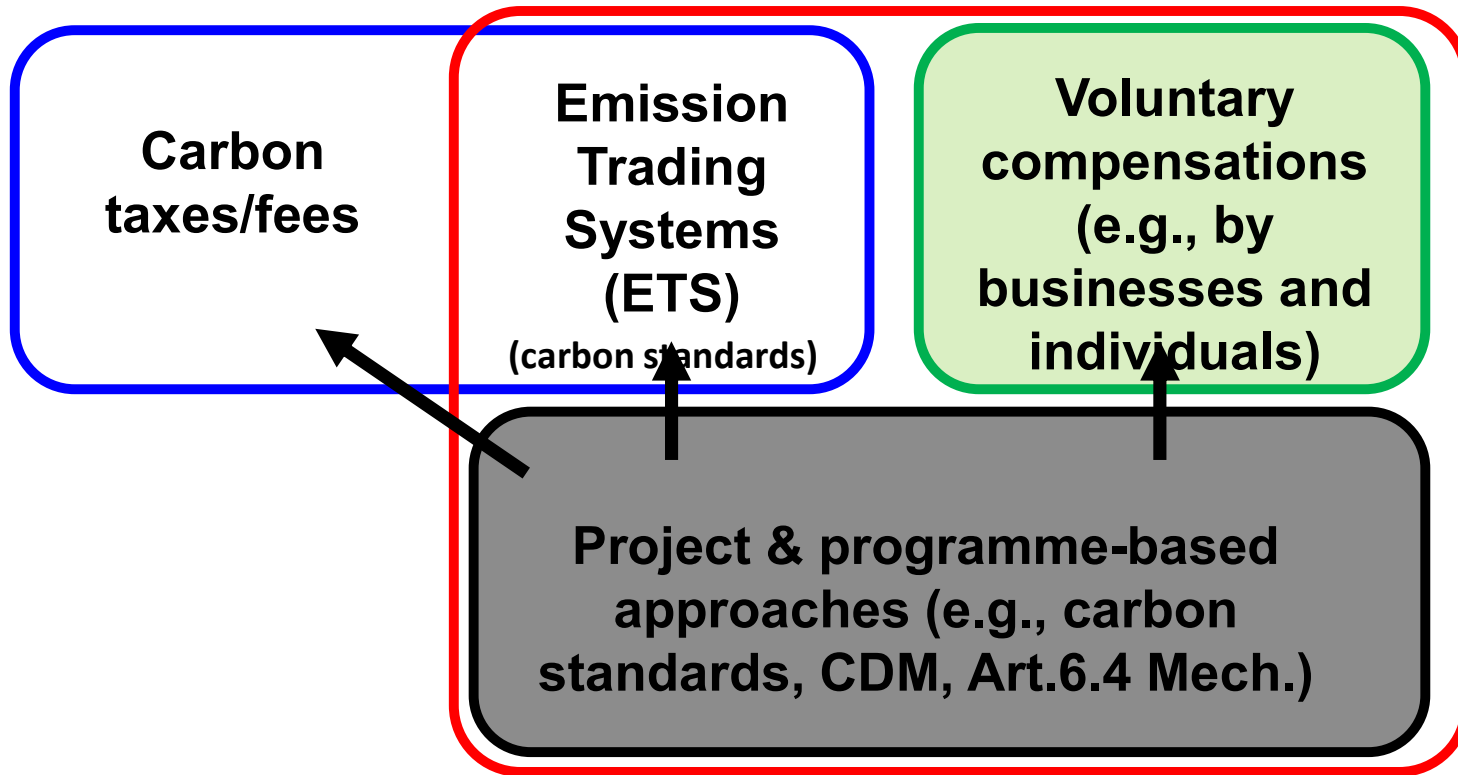 Carbon
taxes/fees
Emission
Trading
Systems
(ETS)
(carbon standards)
Voluntary
compensations
(e.g., by
businesses and
individuals)
Project & programme-based
approaches (e.g., carbon
standards, CDM, Art.6.4 Mech.)